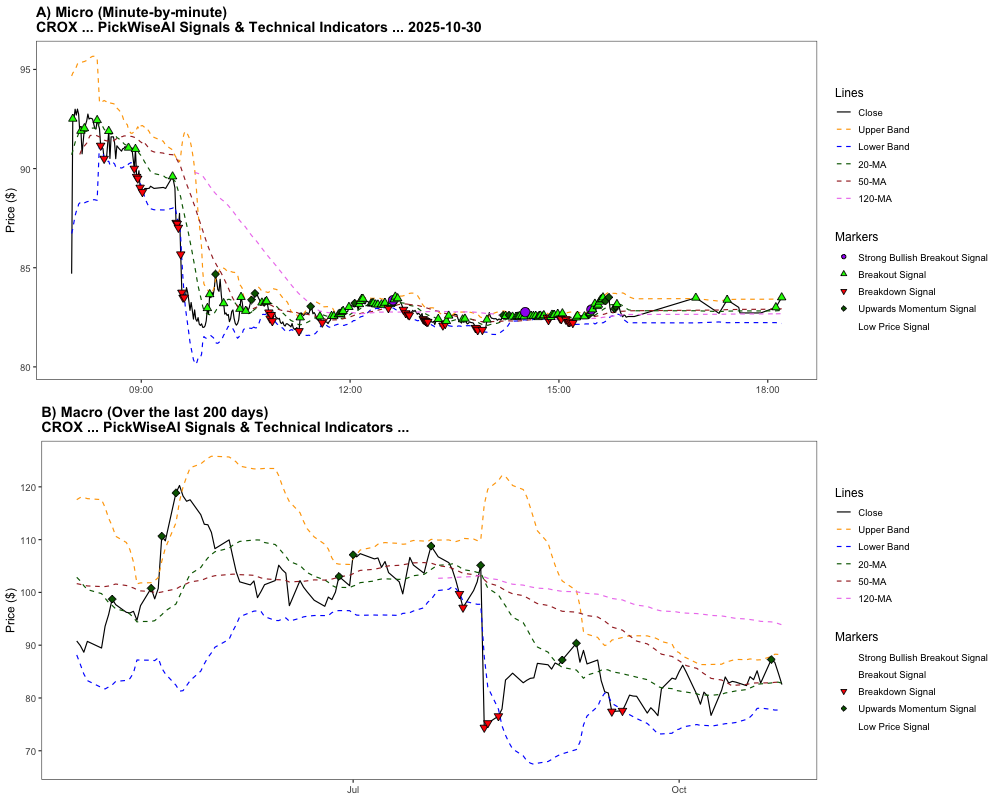 A) Micro (Minute-by-minute)
CROX ... PickWiseAI Signals & Technical Indicators ... 2025-10-30
95
90
85
80
Price ($)
09:00
12:00
15:00
18:00
Lines
Close
Upper Band
Lower Band
20-MA
50-MA
120-MA
Markers
Strong Bullish Breakout Signal
Breakout Signal
Breakdown Signal
Upwards Momentum Signal
Low Price Signal
B) Macro (Over the last 200 days)
CROX ... PickWiseAI Signals & Technical Indicators ...
120
110
100
90
80
70
Price ($)
Jul
Oct
Lines
Close
Upper Band
Lower Band
20-MA
50-MA
120-MA
Markers
Strong Bullish Breakout Signal
Breakout Signal
Breakdown Signal
Upwards Momentum Signal
Low Price Signal